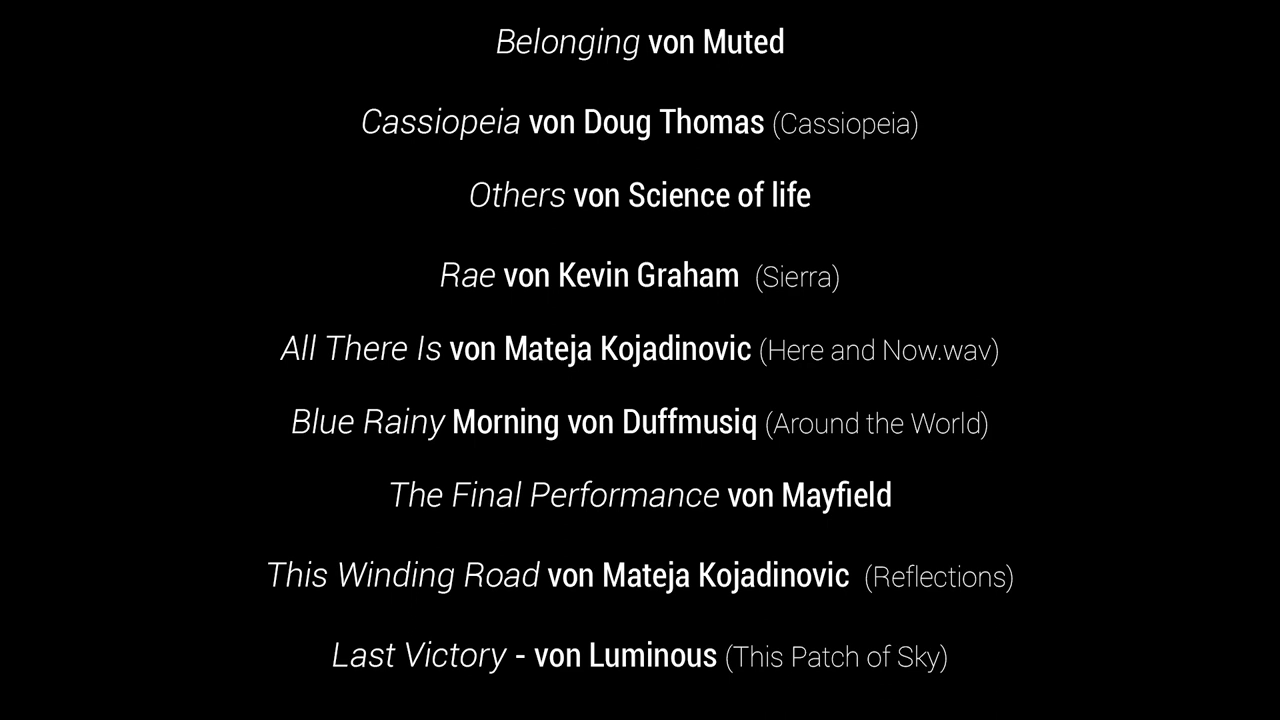 Belonging von Muted
Cassiopeia von Doug Thomas (Cassiopeia)
Others von Science of life
Rae von Kevin Graham (Sierra)
All There Is von Mateja Kojadinovic (Here and Now.wav)
Blue Rainy Morning von Duffmusiq (Around the World)
The Final Performance von Mayfield
This Winding Road von Mateja Kojadinovic (Reflections)
Last Victory - von Luminous (This Patch of Sky)